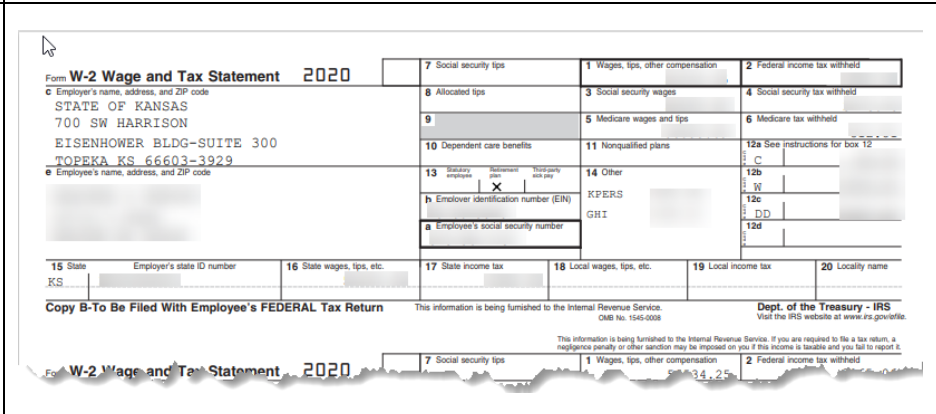 Form W-2 Wage and Tax Statement 2020
7 Social security tips
1 Wages, tips, other compensation
2 Federal income tax withheld
c Employer's name, address, and ZIP code
8 Allocated tips
3 Social security wages
4 Social security tax withheld
STATE OF KANSAS
700 SW HARRISON
EISENHOWER BLDG-SUITE 300
TOPEKA KS 66603-3929
9
5 Medicare wages and tips
6 Medicare tax withheld
10 Dependent care benefits
11 Nonqualified plans
12a See instructions for box 12
C
e Employee's name, address, and ZIP code
13 Statutory employee Retirement plan Third-party sick pay
X
14 Other
KPERS
GHI
12b
W
12c
DD
12d
h Employer identification number (EIN)
a Employee's social security number
15 State Employer's state ID number
16 State wages, tips, etc.
17 State income tax
18 Local wages, tips, etc.
19 Local income tax
20 Locality name
KS
Copy B-To Be Filed With Employee's FEDERAL Tax Return
This information is being furnished to the Internal Revenue Service.
OMB No. 1545-0008
Dept. of the Treasury - IRS
Visit the IRS website at www.irs.gov/efile.
This information is being furnished to the Internal Revenue Service. If you are required to file a tax return, a
negligence penalty or other sanction may be imposed on you if this income is taxable and you fail to report it.
W-2 Wage and Tax Statement 2020
7 Social security tips
1 Wages, tips, other compensation
2 Federal income tax withheld